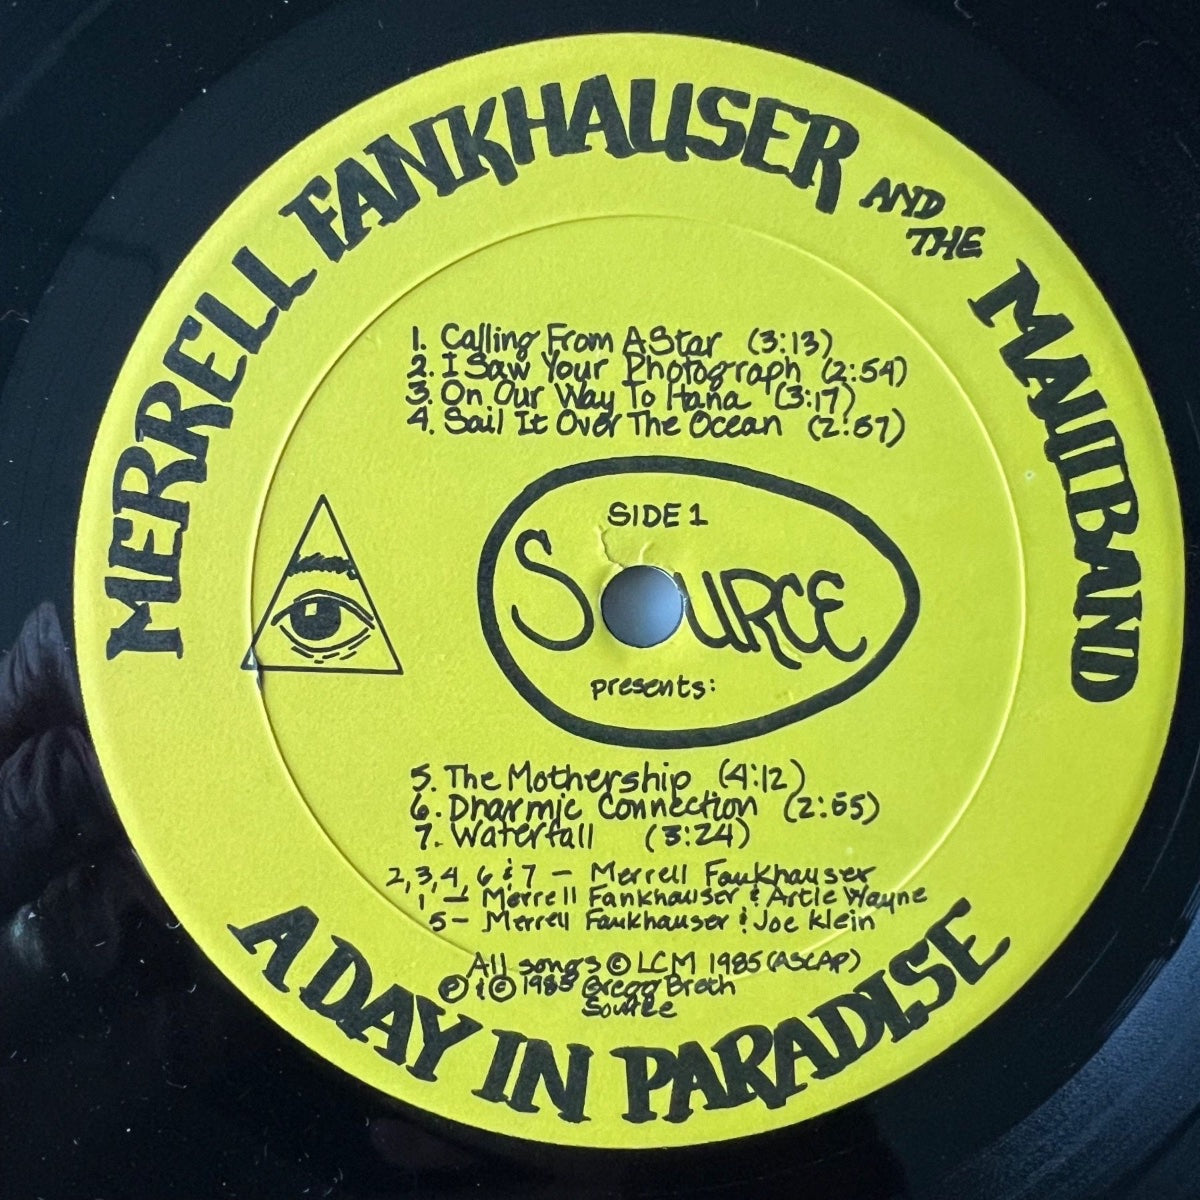 MERRELL FANKHAUSER AND THE MAUI BAND
1. Calling From A Star (3:13)
2. I Saw Your Photograph (2:54)
3. On Our Way To Hana (3:17)
4. Sail It Over The Ocean (2:57)
SIDE 1
SOURCE
presents:
5. The Mothership (4:12)
6. Dharmic Connection (2:55)
7. Waterfall (3:24)
2,3,4, 6 & 7 — Merrell Fankhauser
1 — Merrell Fankhauser & Artie Wayne
5 — Merrell Fankhauser & Joe Klein
All songs © LCM 1985 (ASCAP)
℗ & © 1985 Gregg Breth
Source
A DAY IN PARADISE